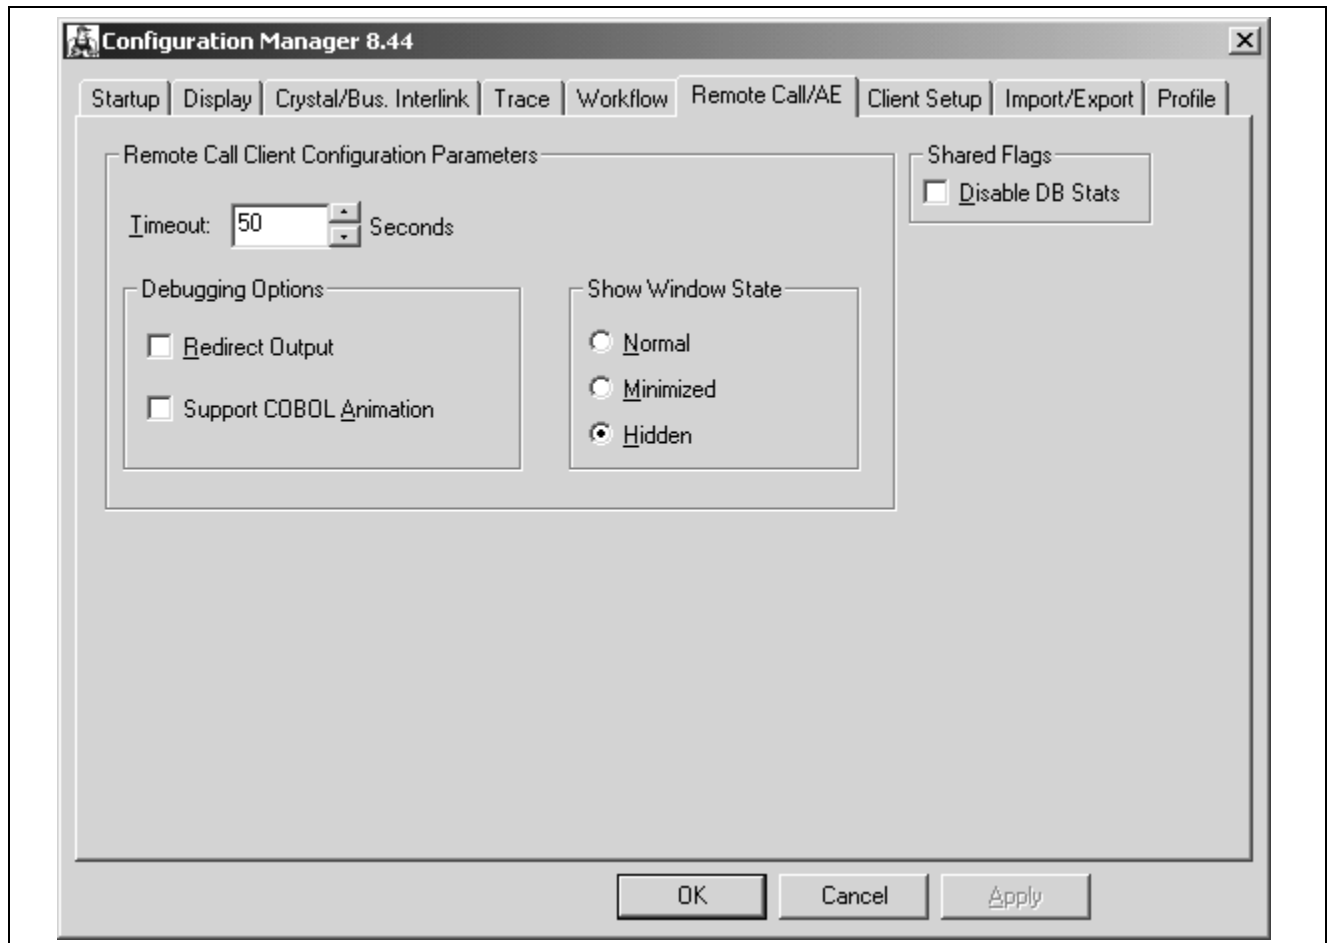 Configuration Manager 8.44
Startup Display Crystal/Bus. Interlink Trace Workflow Remote Call/AE Client Setup Import/Export Profile
Remote Call Client Configuration Parameters
Shared Flags
Disable DB Stats
Timeout: 50 Seconds
Debugging Options
Redirect Output
Support COBOL Animation
Show Window State
Normal
Minimized
Hidden
OK Cancel Apply